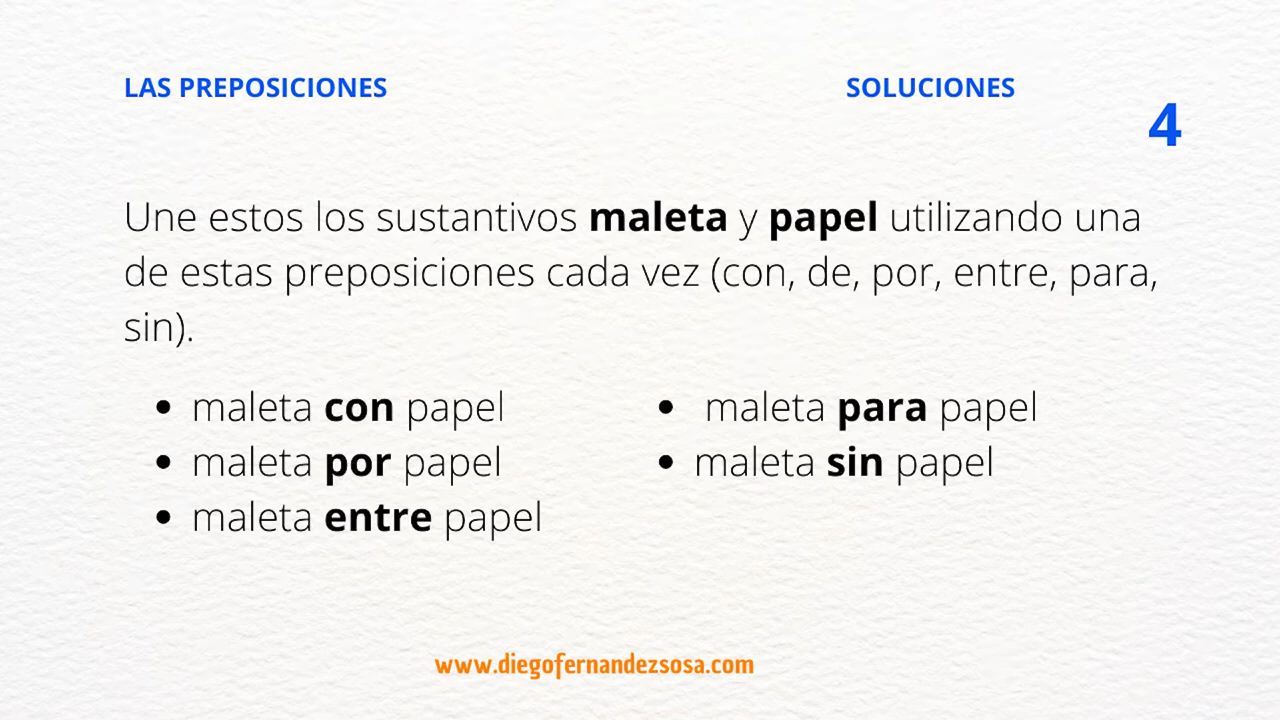 LAS PREPOSICIONES
SOLUCIONES
4
Une estos los sustantivos maleta y papel utilizando una
de estas preposiciones cada vez (con, de, por, entre, para,
sin).
• maleta con papel
• maleta por papel
• maleta entre papel
• maleta para papel
• maleta sin papel
www.diegofernandezsosa.com